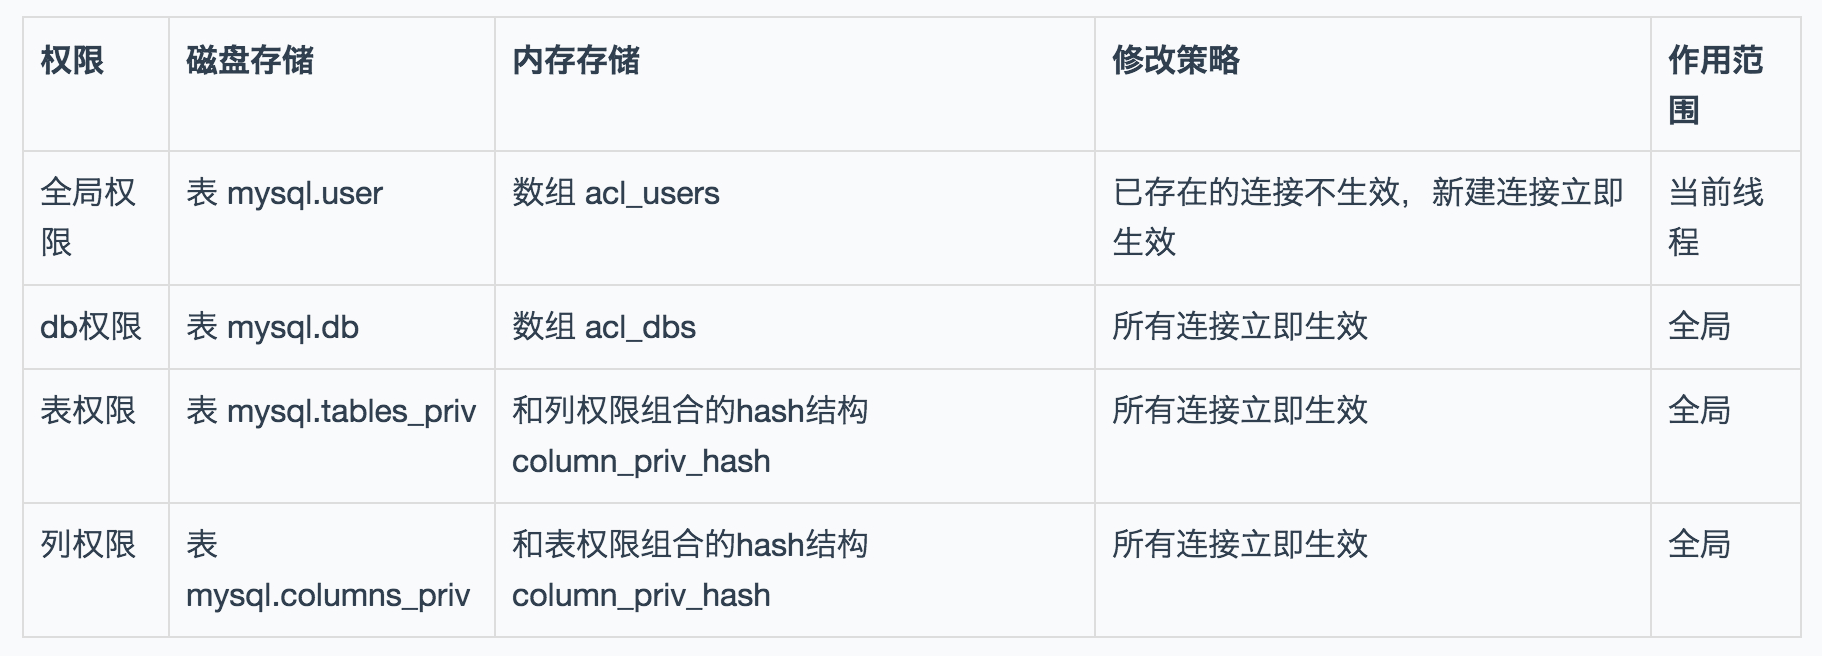 权限
磁盘存储
内存存储
修改策略
作用范
围
全局权
限
表 mysql.user
数组 acl_users
已存在的连接不生效，新建连接立即
生效
当前线
程
db权限
表 mysql.db
数组 acl_dbs
所有连接立即生效
全局
表权限
表 mysql.tables_priv
和列权限组合的hash结构
column_priv_hash
所有连接立即生效
全局
列权限
表
mysql.columns_priv
和表权限组合的hash结构
column_priv_hash
所有连接立即生效
全局